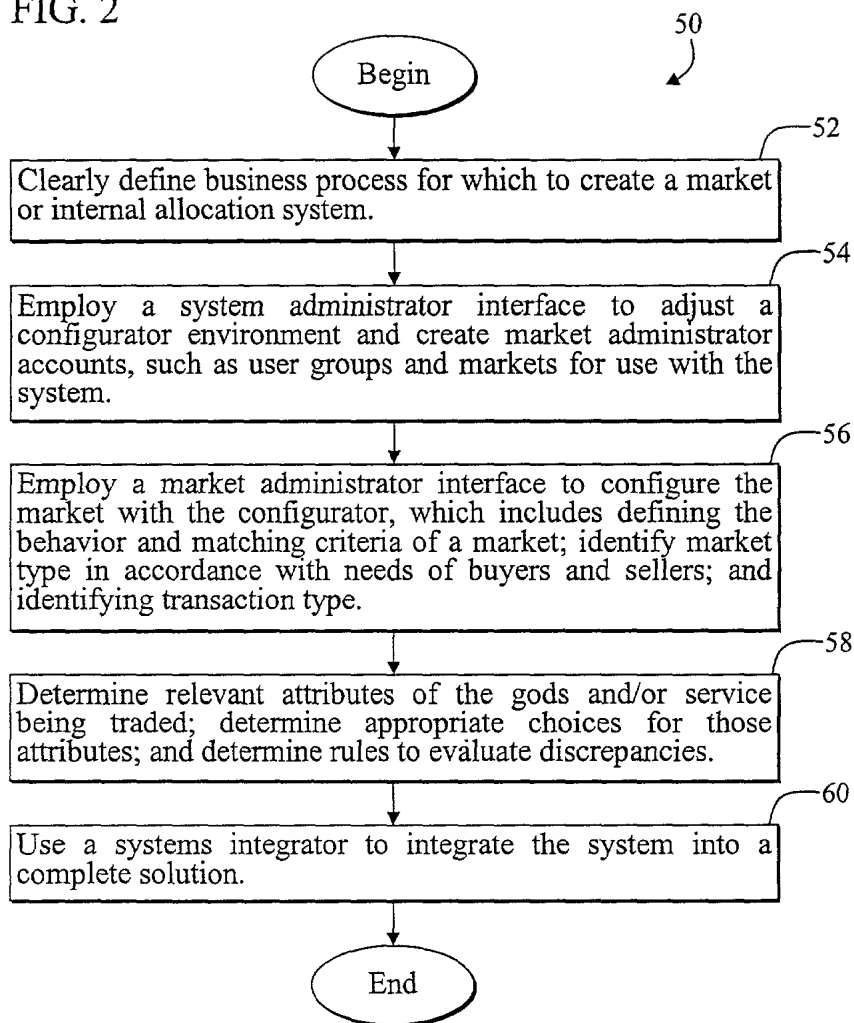 FIG. 2
50
Begin
52
Clearly define business process for which to create a market
or internal allocation system.
54
Employ a system administrator interface to adjust a
configurator environment and create market administrator
accounts, such as user groups and markets for use with the
system.
56
Employ a market administrator interface to configure the
market with the configurator, which includes defining the
behavior and matching criteria of a market; identify market
type in accordance with needs of buyers and sellers; and
identifying transaction type.
58
Determine relevant attributes of the gods and/or service
being traded; determine appropriate choices for those
attributes; and determine rules to evaluate discrepancies.
60
Use a systems integrator to integrate the system into a
complete solution.
End